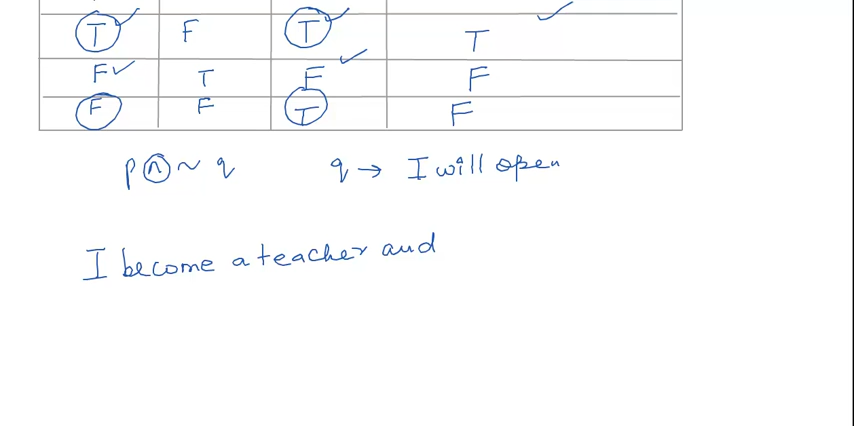 T F T T
F T F F
F F T F
p ∧ ~ q q → I will open
I become a teacher and